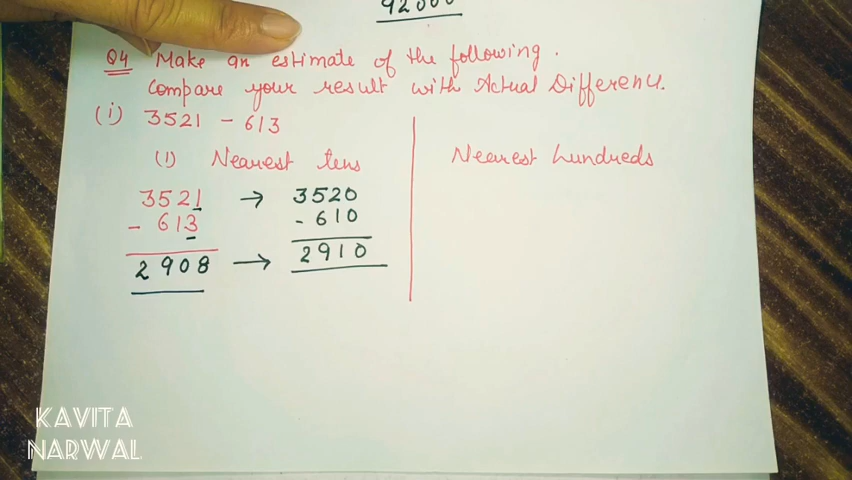 92000
Q4 Make an estimate of the following.
Compare your result with Actual Difference.
(i) 3521 - 613
(1) Nearest tens
3521 → 3520
- 613 - 610
2908 → 2910
Nearest hundreds
KAVITA
NARWAL